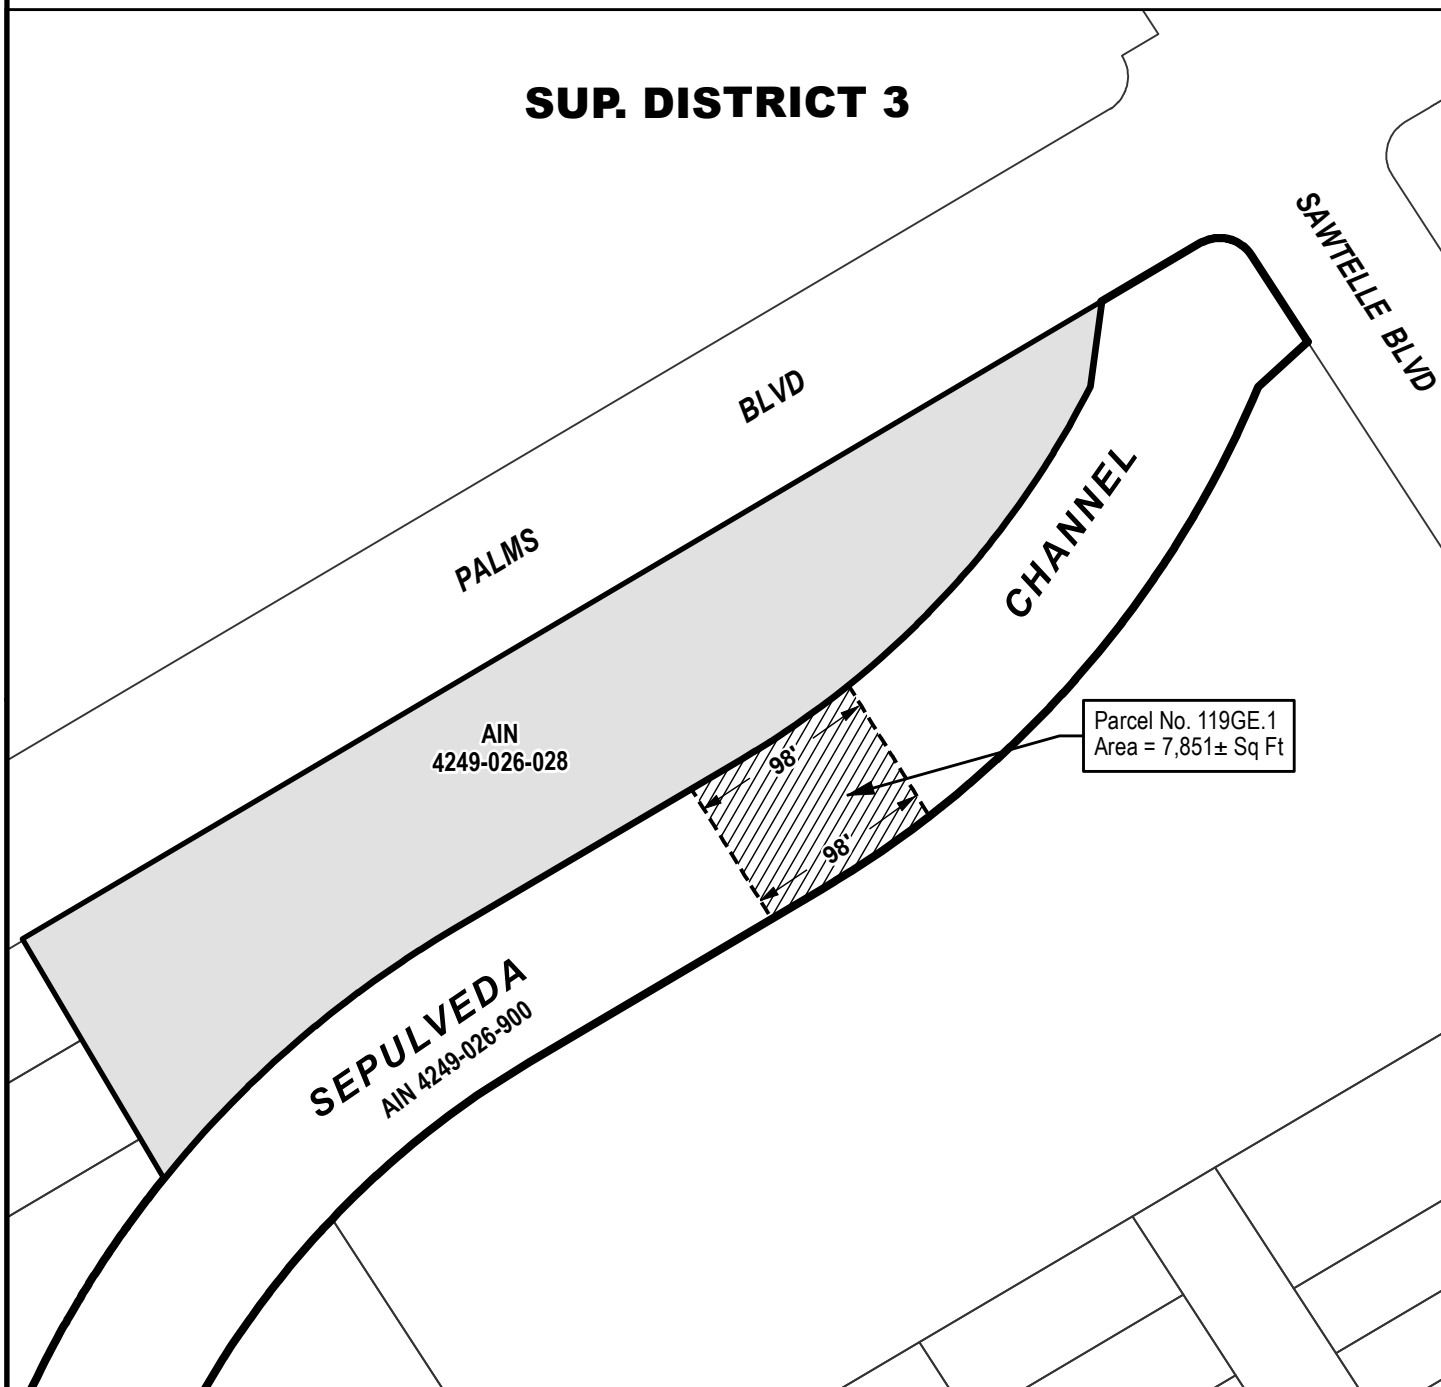 SUP. DISTRICT 3
SAWTELLE BLVD
BLVD
PALMS
CHANNEL
Parcel No. 119GE.1
Area = 7,851± Sq Ft
AIN
4249-026-028
98'
98'
SEPULVEDA
AIN 4249-026-900